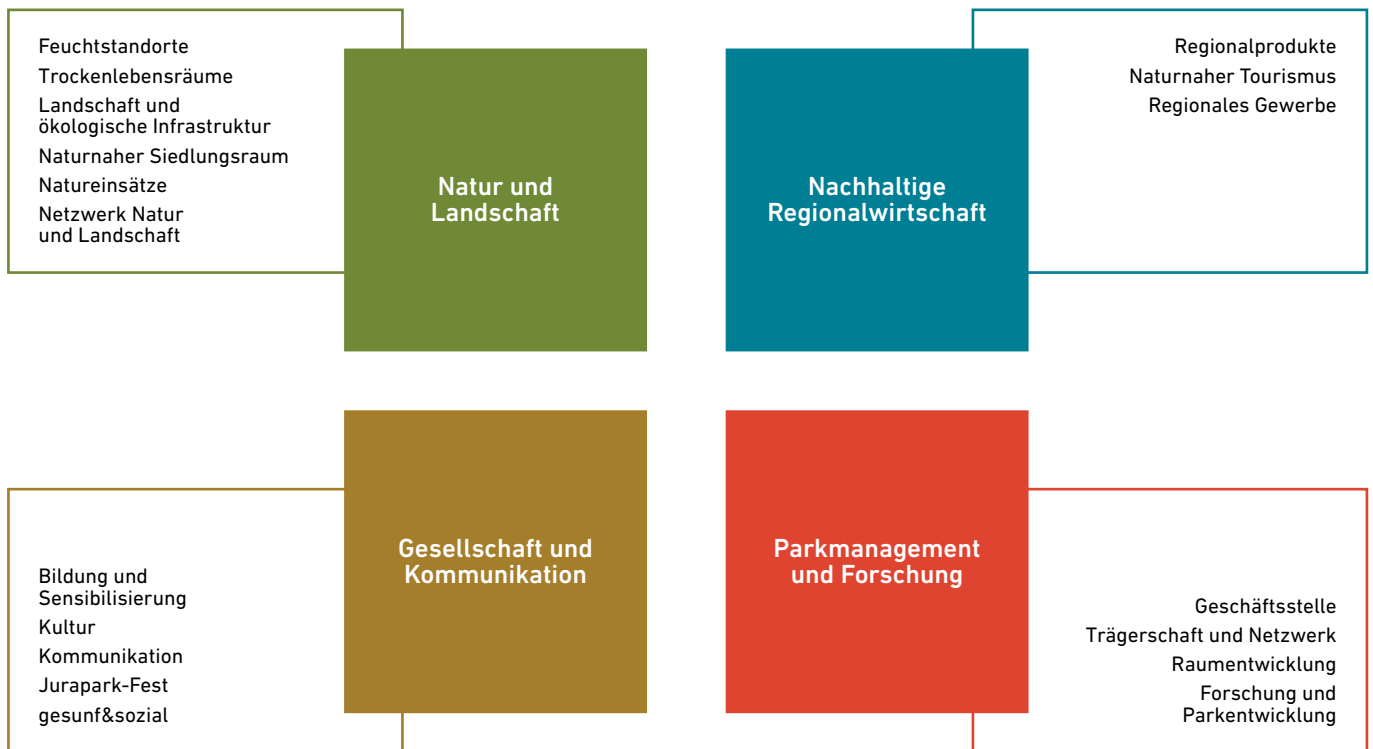 Feuchtstandorte
Trockenlebensräume
Landschaft und
ökologische Infrastruktur
Naturnaher Siedlungsraum
Natureinsätze
Netzwerk Natur
und Landschaft
Natur und
Landschaft
Nachhaltige
Regionalwirtschaft
Regionalprodukte
Naturnaher Tourismus
Regionales Gewerbe
Bildung und
Sensibilisierung
Kultur
Kommunikation
Jurapark-Fest
gesunf&sozial
Gesellschaft und
Kommunikation
Parkmanagement
und Forschung
Geschäftsstelle
Trägerschaft und Netzwerk
Raumentwicklung
Forschung und
Parkentwicklung